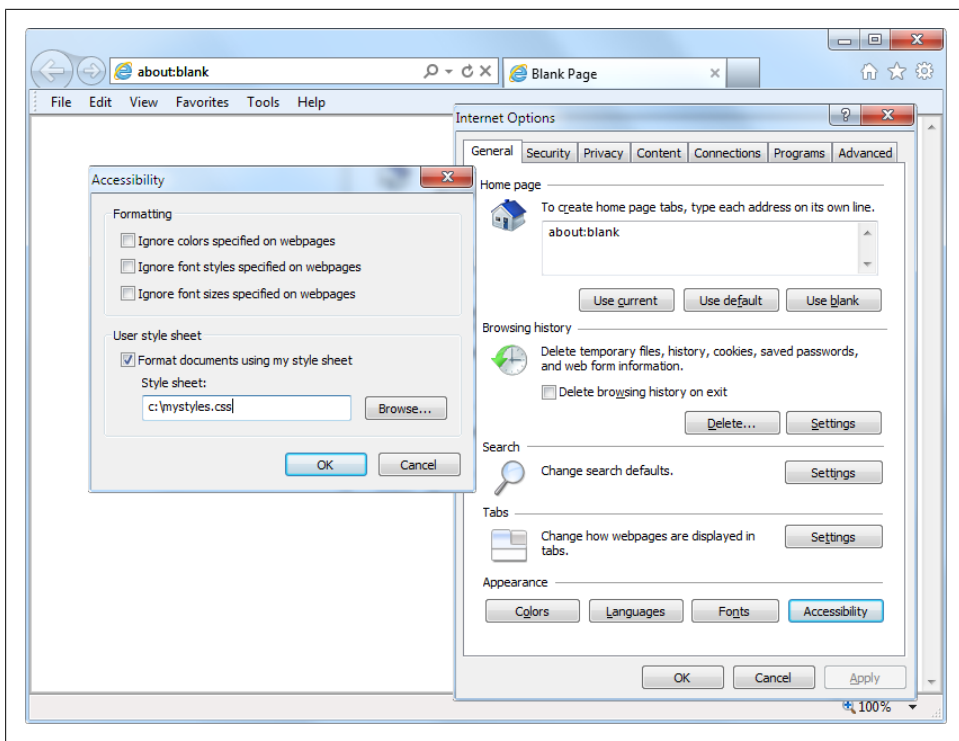 about:blank
Blank Page
File Edit View Favorites Tools Help
Internet Options
General Security Privacy Content Connections Programs Advanced
Home page
To create home page tabs, type each address on its own line.
about:blank
Use current Use default Use blank
Browsing history
Delete temporary files, history, cookies, saved passwords,
and web form information.
Delete browsing history on exit
Delete... Settings
Search
Change search defaults.
Settings
Tabs
Change how webpages are displayed in
tabs.
Settings
Appearance
Colors Languages Fonts Accessibility
OK Cancel Apply
Accessibility
Formatting
Ignore colors specified on webpages
Ignore font styles specified on webpages
Ignore font sizes specified on webpages
User style sheet
Format documents using my style sheet
Style sheet:
c:\mystyles.css
Browse...
OK Cancel
100%